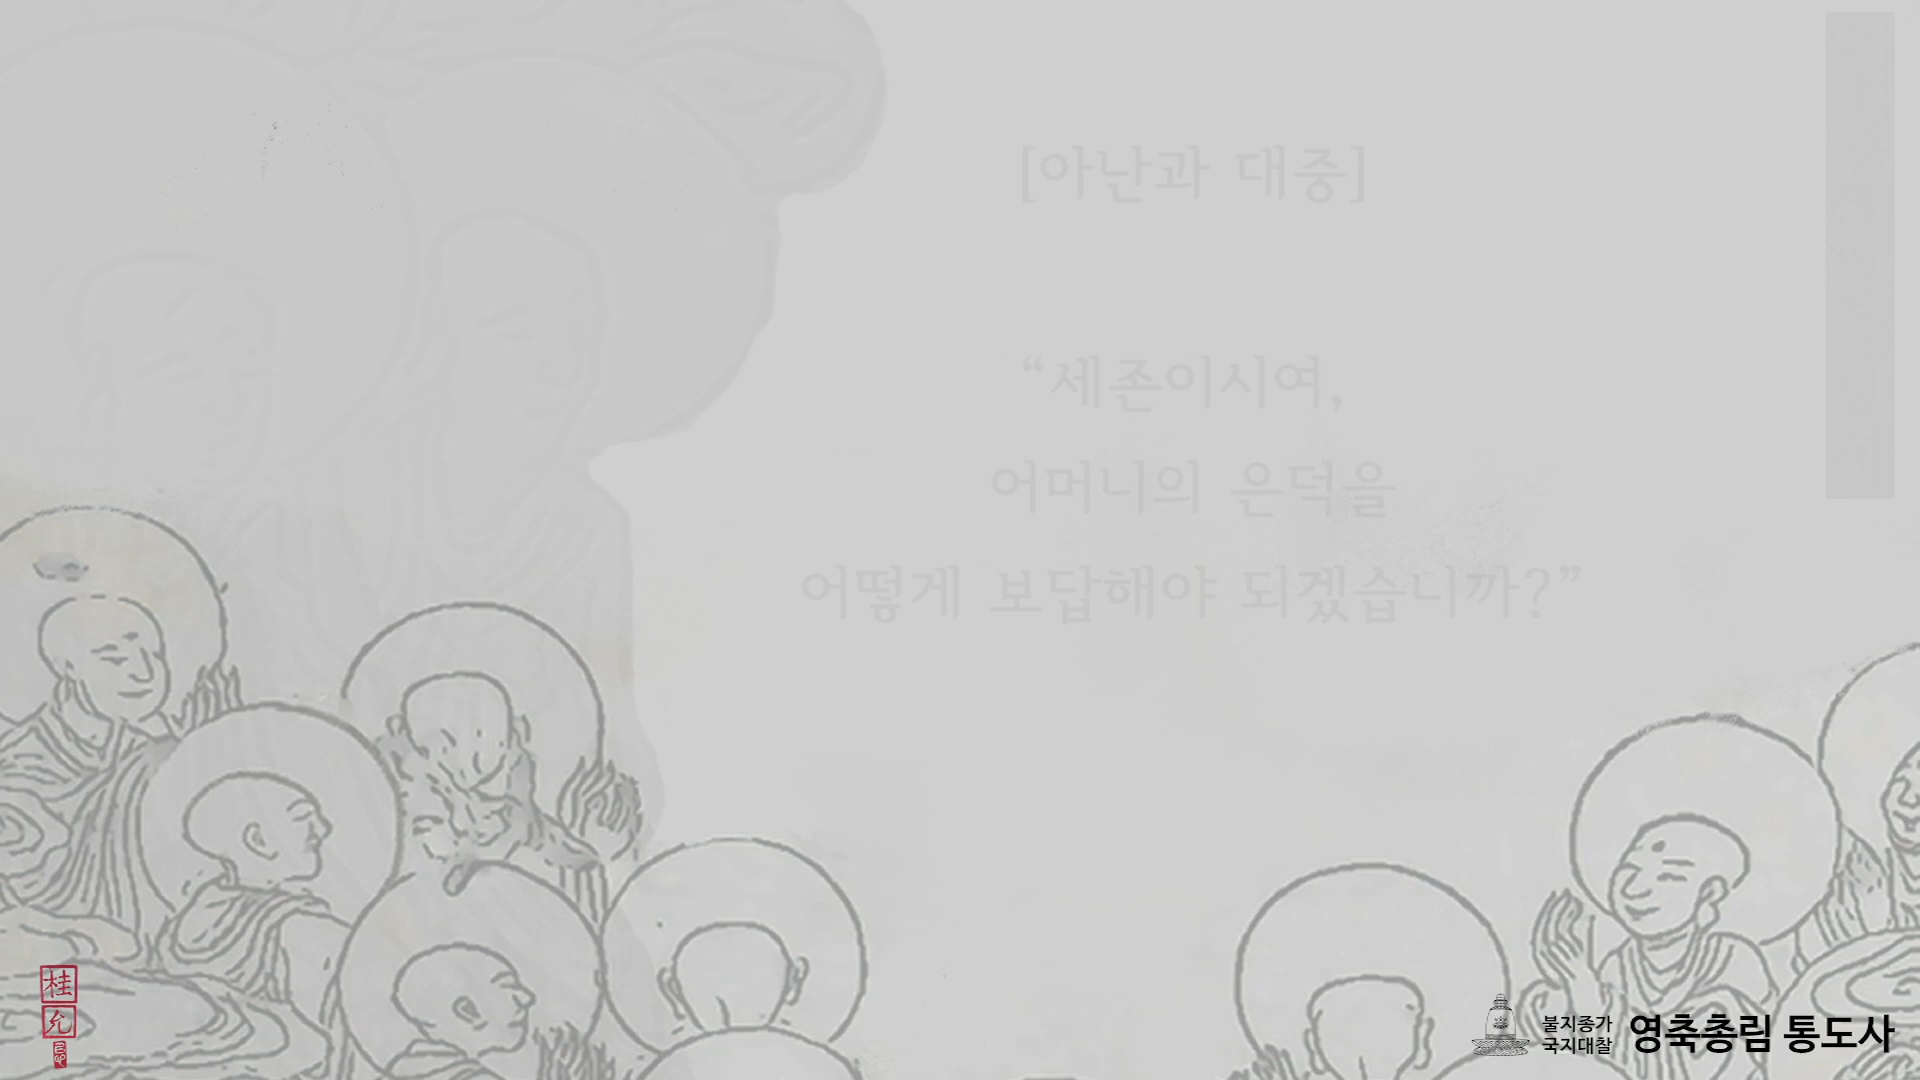 [아난과 대중]
“세존이시여,
어머니의 은덕을
어떻게 보답해야 되겠습니까?”
桂
允
불지종가
국지대찰
영축총림 통도사